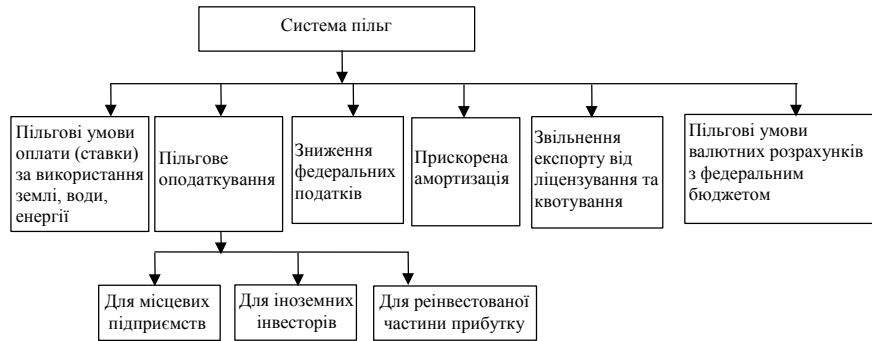 Система пільг
Пільгові умови
оплати (ставки)
за використання
землі, води,
енергії
Пільгове
оподаткування
Зниження
федеральних
податків
Прискорена
амортизація
Звільнення
експорту від
ліцензування та
квотування
Пільгові умови
валютних розрахунків
з федеральним
бюджетом
Для місцевих
підприємств
Для іноземних
інвесторів
Для реінвестованої
частини прибутку